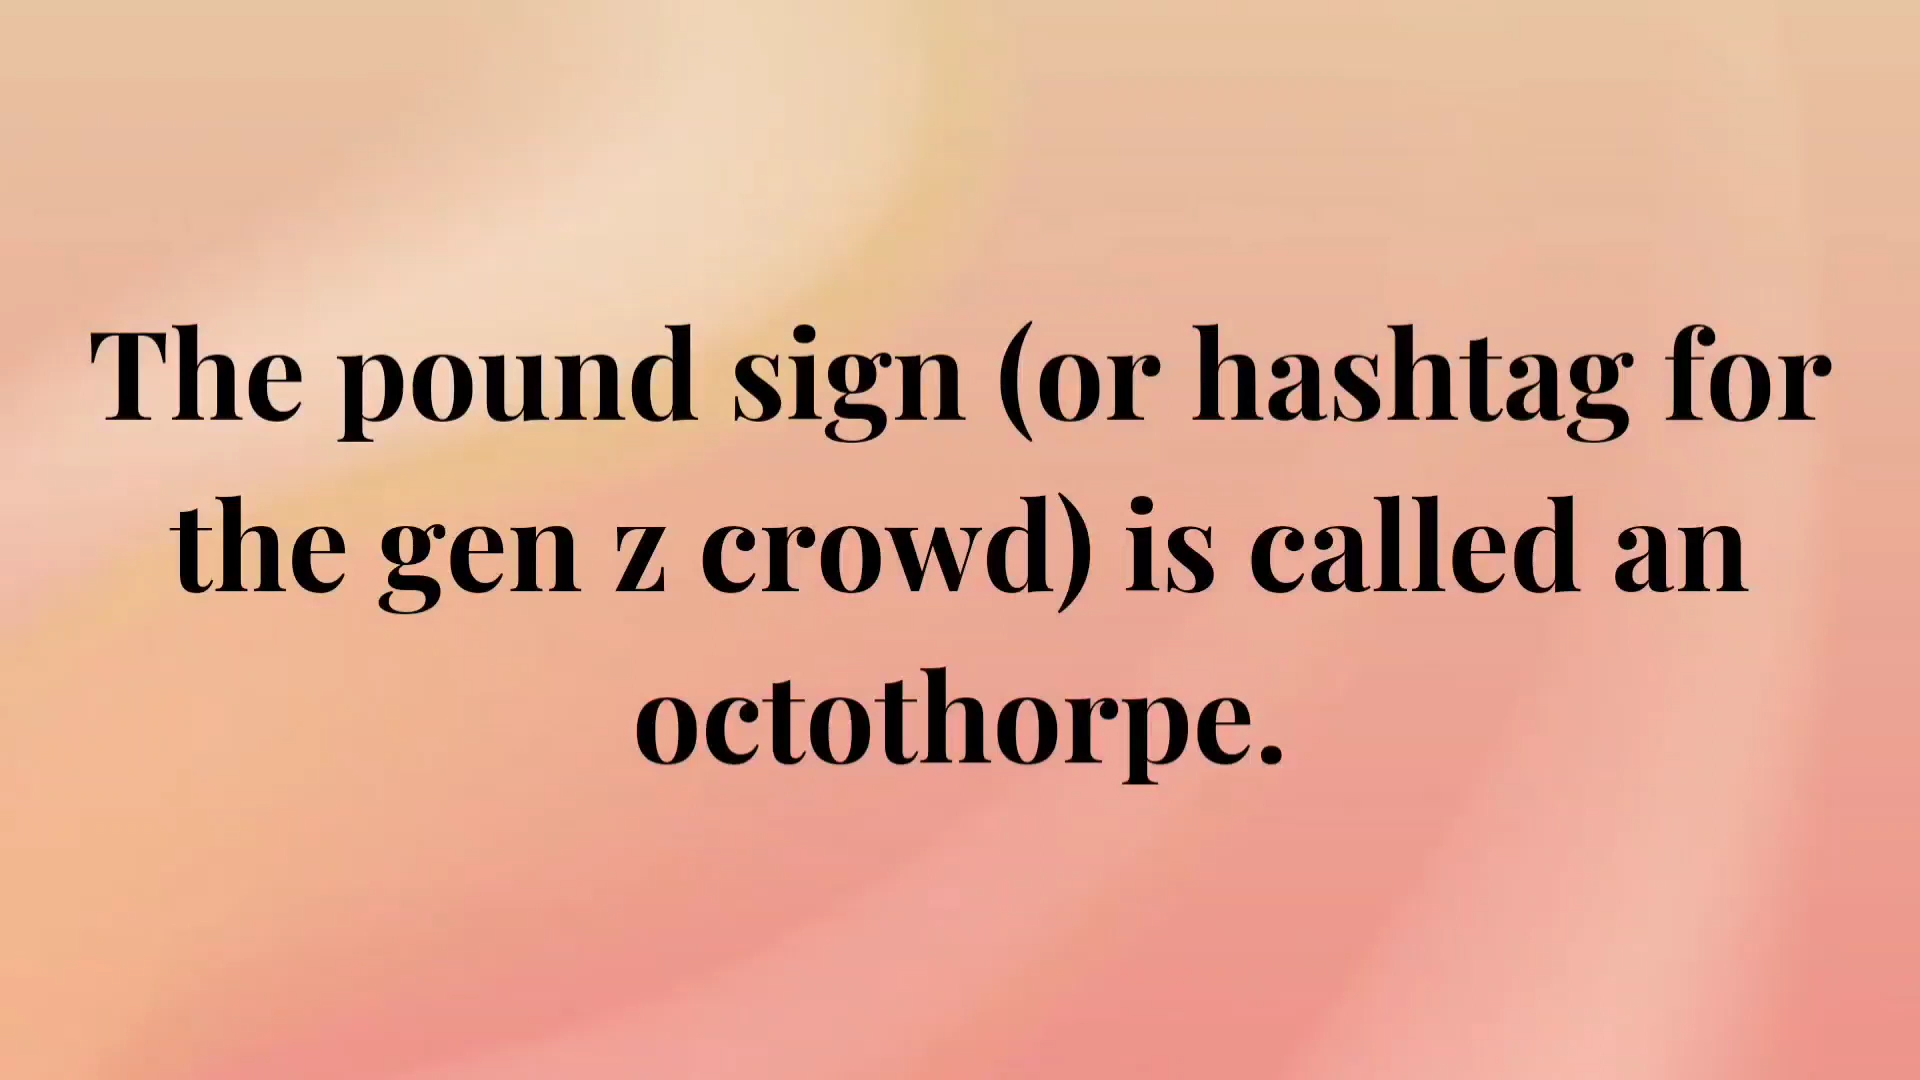 The pound sign (or hashtag for
the gen z crowd) is called an
octothorpe.